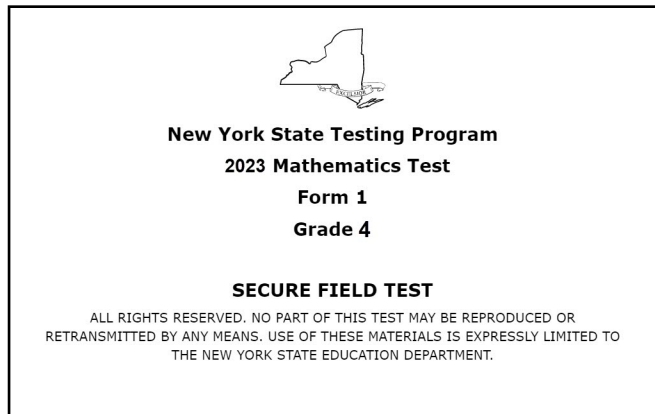 EXCELSIOR
New York State Testing Program
2023 Mathematics Test
Form 1
Grade 4
SECURE FIELD TEST
ALL RIGHTS RESERVED. NO PART OF THIS TEST MAY BE REPRODUCED OR
RETRANSMITTED BY ANY MEANS. USE OF THESE MATERIALS IS EXPRESSLY LIMITED TO
THE NEW YORK STATE EDUCATION DEPARTMENT.